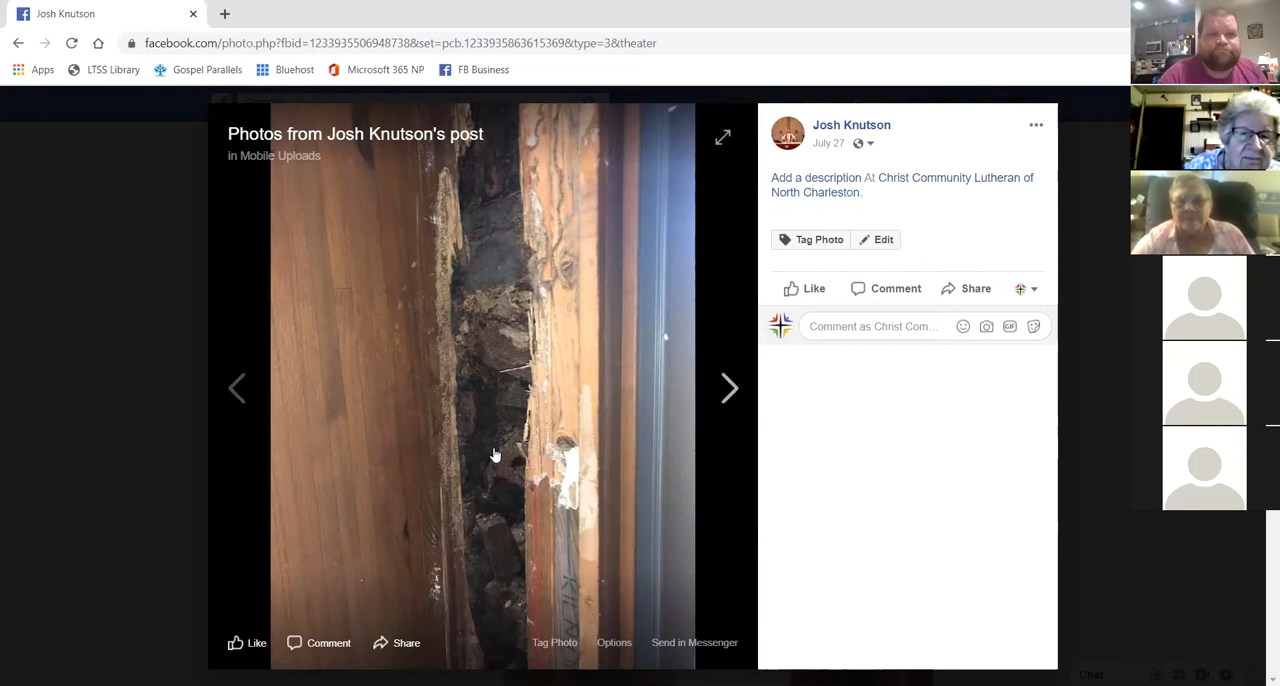 Josh Knutson
facebook.com/photo.php?fbid=1233935506948738&set=pcb.1233935863615369&type=3&theater
Apps
LTSS Library
Gospel Parallels
Bluehost
Microsoft 365 NP
FB Business
Photos from Josh Knutson's post
in Mobile Uploads
Josh Knutson
July 27
Add a description At Christ Community Lutheran of
North Charleston.
Tag Photo
Edit
Like
Comment
Share
Comment as Christ Com...
GIF
Like
Comment
Share
Tag Photo
Options
Send in Messenger
Chat